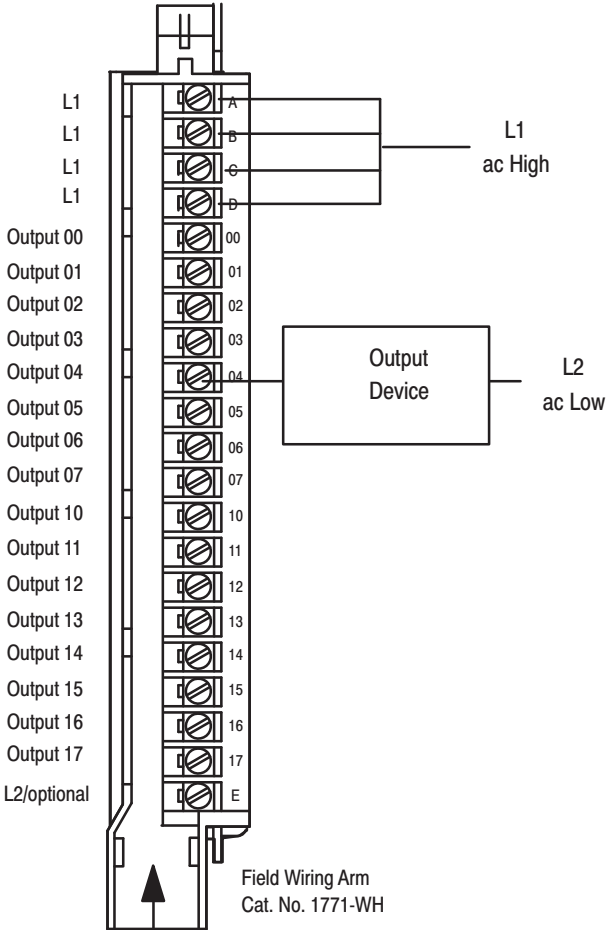 L1 A
L1 B
L1 C
L1 D
L1
ac High
Output 00 00
Output 01 01
Output 02 02
Output 03 03
Output 04 04
Output
Device
L2
ac Low
Output 05 05
Output 06 06
Output 07 07
Output 10 10
Output 11 11
Output 12 12
Output 13 13
Output 14 14
Output 15 15
Output 16 16
Output 17 17
L2/optional E
Field Wiring Arm
Cat. No. 1771-WH